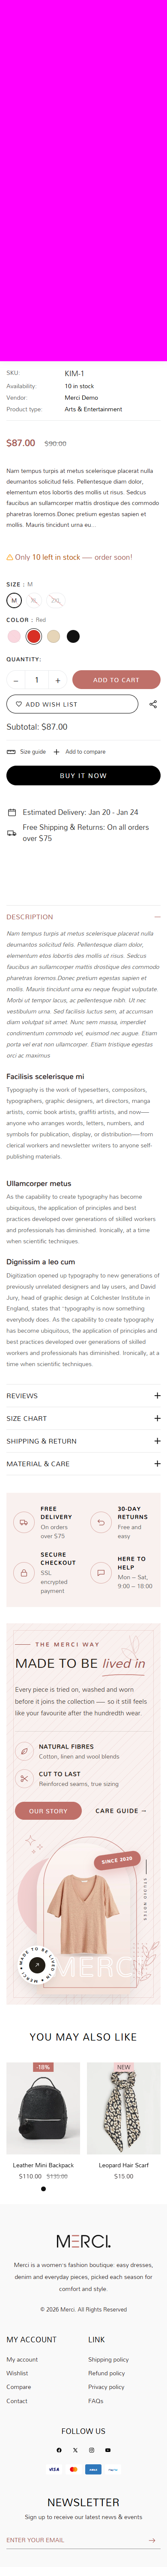 SKU: KIM-1
Availability: 10 in stock
Vendor: Merci Demo
Product type: Arts & Entertainment
$87.00 $90.00
Nam tempus turpis at metus scelerisque placerat nulla
deumantos solicitud felis. Pellentesque diam dolor,
elementum etos lobortis des mollis ut risus. Sedcus
faucibus an sullamcorper mattis drostique des commodo
pharetras loremos.Donec pretium egestas sapien et
mollis. Mauris tincidunt urna eu...
Only 10 left in stock — order soon!
SIZE : M
M
COLOR : Red
QUANTITY:
− 1 + ADD TO CART
ADD WISH LIST
Subtotal: $87.00
Size guide Add to compare
BUY IT NOW
Estimated Delivery: Jan 20 - Jan 24
Free Shipping & Returns: On all orders
over $75
DESCRIPTION
Nam tempus turpis at metus scelerisque placerat nulla
deumantos solicitud felis. Pellentesque diam dolor,
elementum etos lobortis des mollis ut risus. Sedcus
faucibus an sullamcorper mattis drostique des commodo
pharetras loremos.Donec pretium egestas sapien et
mollis. Mauris tincidunt urna eu neque feugiat vulputate.
Morbi ut tempor lacus, ac pellentesque nibh. Ut nec
vestibulum urna. Sed facilisis luctus sem, at accumsan
diam volutpat sit amet. Nunc sem massa, imperdiet
condimentum commodo vel, euismod nec augue. Etiam
porta vel erat non ullamcorper. Etiam tristique egestas
orci ac maximus
Facilisis scelerisque mi
Typography is the work of typesetters, compositors,
typographers, graphic designers, art directors, manga
artists, comic book artists, graffiti artists, and now—
anyone who arranges words, letters, numbers, and
symbols for publication, display, or distribution—from
clerical workers and newsletter writers to anyone self-
publishing materials.
Ullamcorper metus
As the capability to create typography has become
ubiquitous, the application of principles and best
practices developed over generations of skilled workers
and professionals has diminished. Ironically, at a time
when scientific techniques.
Dignissim a leo cum
Digitization opened up typography to new generations of
previously unrelated designers and lay users, and David
Jury, head of graphic design at Colchester Institute in
England, states that "typography is now something
everybody does. As the capability to create typography
has become ubiquitous, the application of principles and
best practices developed over generations of skilled
workers and professionals has diminished. Ironically, at a
time when scientific techniques.
REVIEWS
SIZE CHART
SHIPPING & RETURN
MATERIAL & CARE
FREE
DELIVERY
On orders
over $75
30-DAY
RETURNS
Free and
easy
SECURE
CHECKOUT
SSL
encrypted
payment
HERE TO
HELP
Mon – Sat,
9:00 – 18:00
THE MERCI WAY
MADE TO BE lived in
Every piece is tried on, washed and worn
before it joins the collection — so it still feels
like your favourite after the hundredth wear.
NATURAL FIBRES
Cotton, linen and wool blends
CUT TO LAST
Reinforced seams, true sizing
OUR STORY CARE GUIDE →
SINCE 2020
STUDIO NOTES
MADE TO BE LIVED IN
MERCI
YOU MAY ALSO LIKE
-18%
NEW
Leather Mini Backpack
$110.00 $135.00
Leopard Hair Scarf
$15.00
MERCI.
Merci is a women's fashion boutique: easy dresses,
denim and everyday pieces, picked each season for
comfort and style.
© 2026 Merci. All Rights Reserved
MY ACCOUNT
My account
Wishlist
Compare
Contact
LINK
Shipping policy
Refund policy
Privacy policy
FAQs
FOLLOW US
VISA
NEWSLETTER
Sign up to receive our latest news & events
ENTER YOUR EMAIL